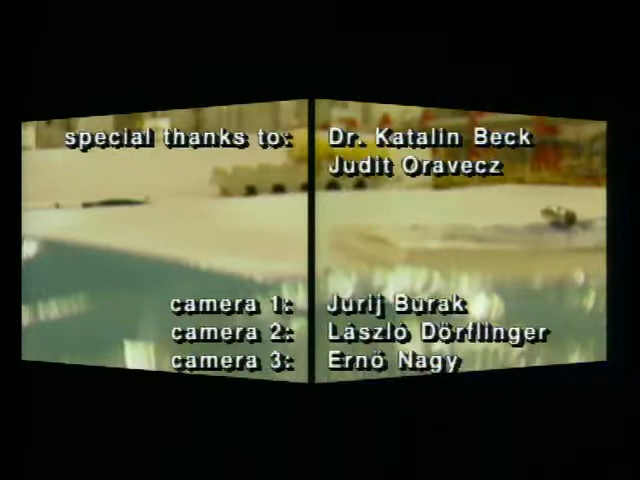 special thanks to: Dr. Katalin Beck
Judit Oravecz
camera 1: Jurij Burak
camera 2: László Dörflinger
camera 3: Ernö Nagy